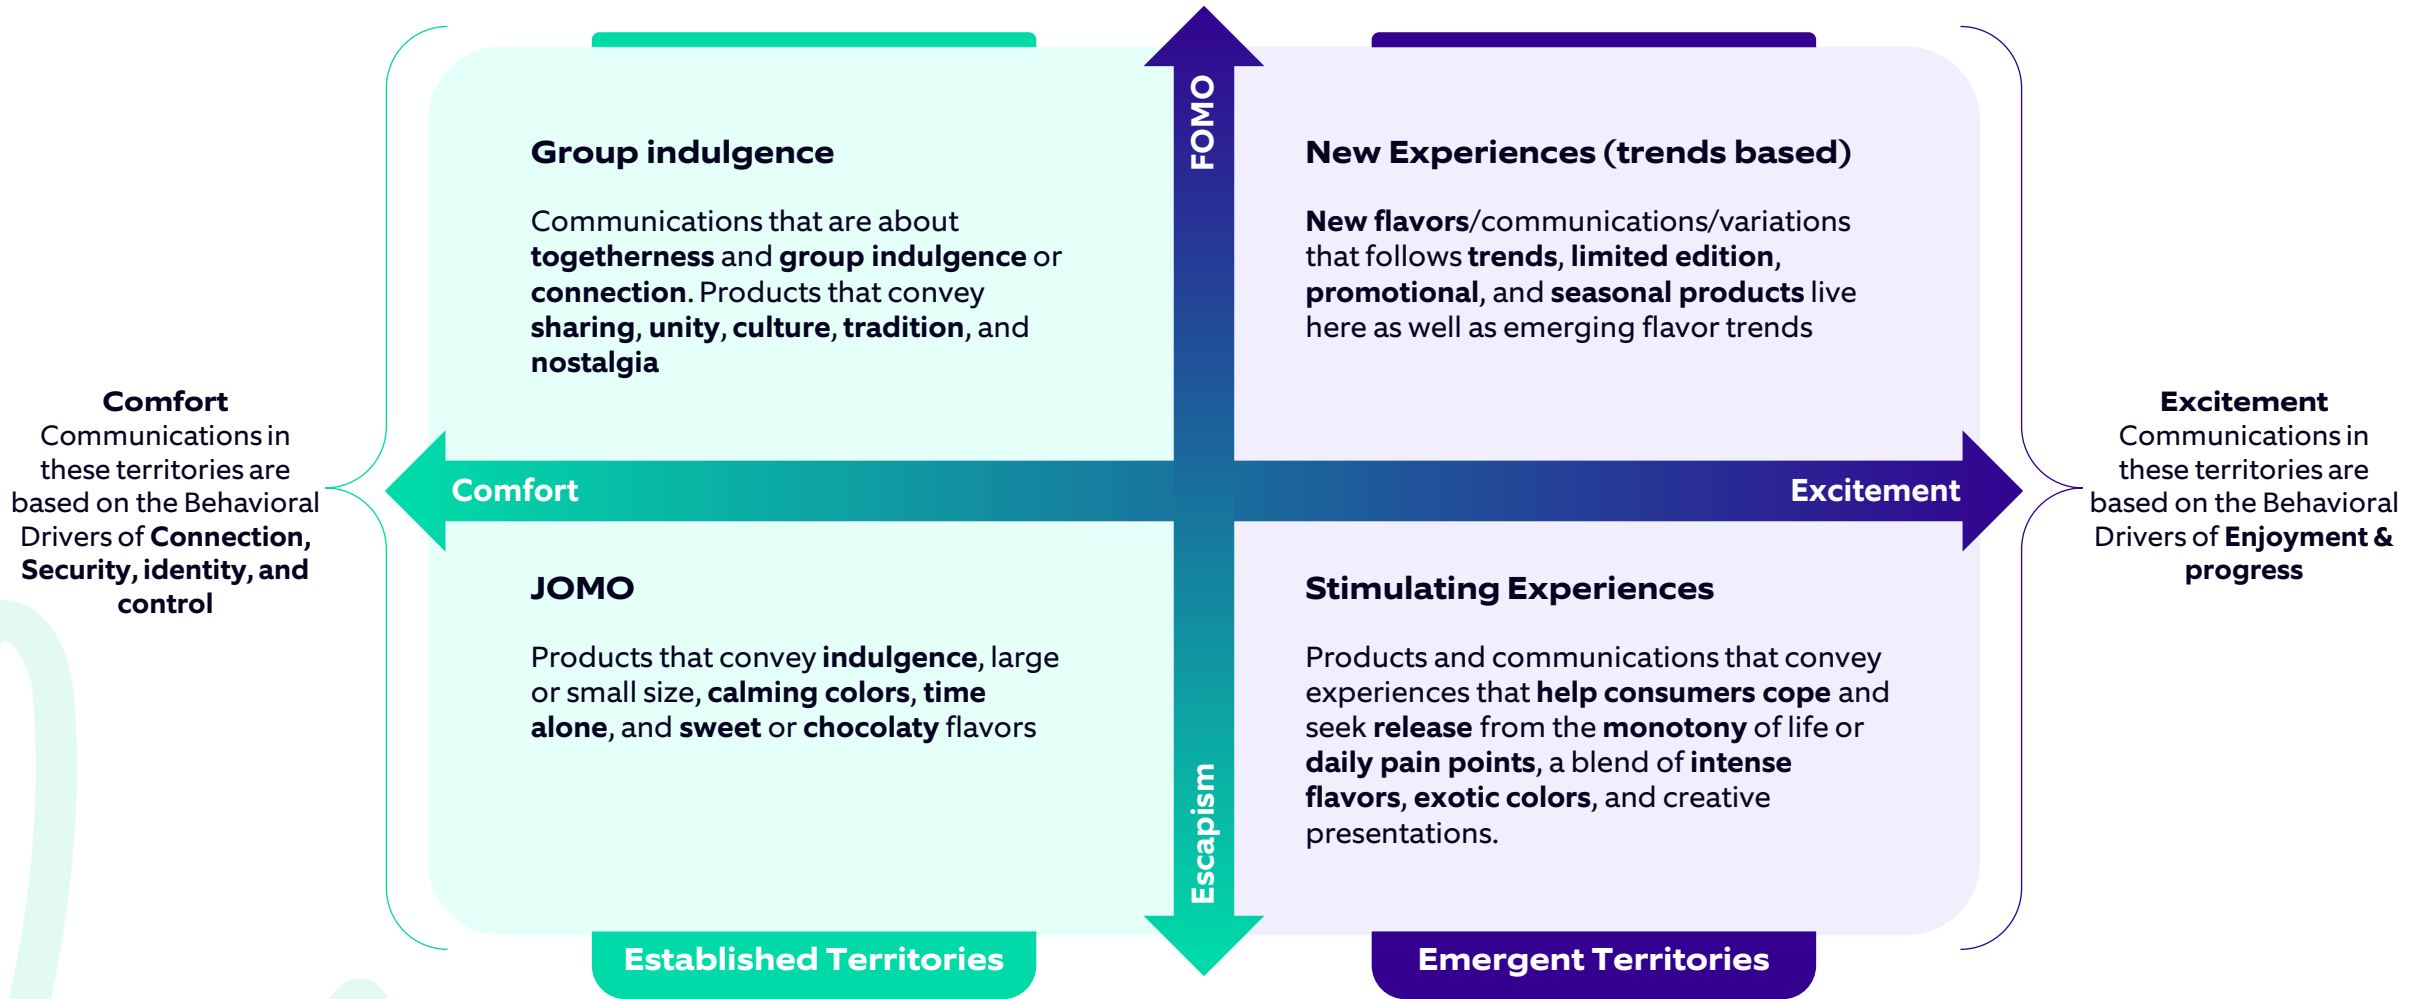 FOMO
Group indulgence
Communications that are about
togetherness and group indulgence or
connection. Products that convey
sharing, unity, culture, tradition, and
nostalgia
New Experiences (trends based)
New flavors/communications/variations
that follows trends, limited edition,
promotional, and seasonal products live
here as well as emerging flavor trends
Comfort
Communications in
these territories are
based on the Behavioral
Drivers of Connection,
Security, identity, and
control
Comfort
Excitement
Excitement
Communications in
these territories are
based on the Behavioral
Drivers of Enjoyment &
progress
JOMO
Products that convey indulgence, large
or small size, calming colors, time
alone, and sweet or chocolaty flavors
Stimulating Experiences
Products and communications that convey
experiences that help consumers cope and
seek release from the monotony of life or
daily pain points, a blend of intense
flavors, exotic colors, and creative
presentations.
Escapism
Established Territories
Emergent Territories